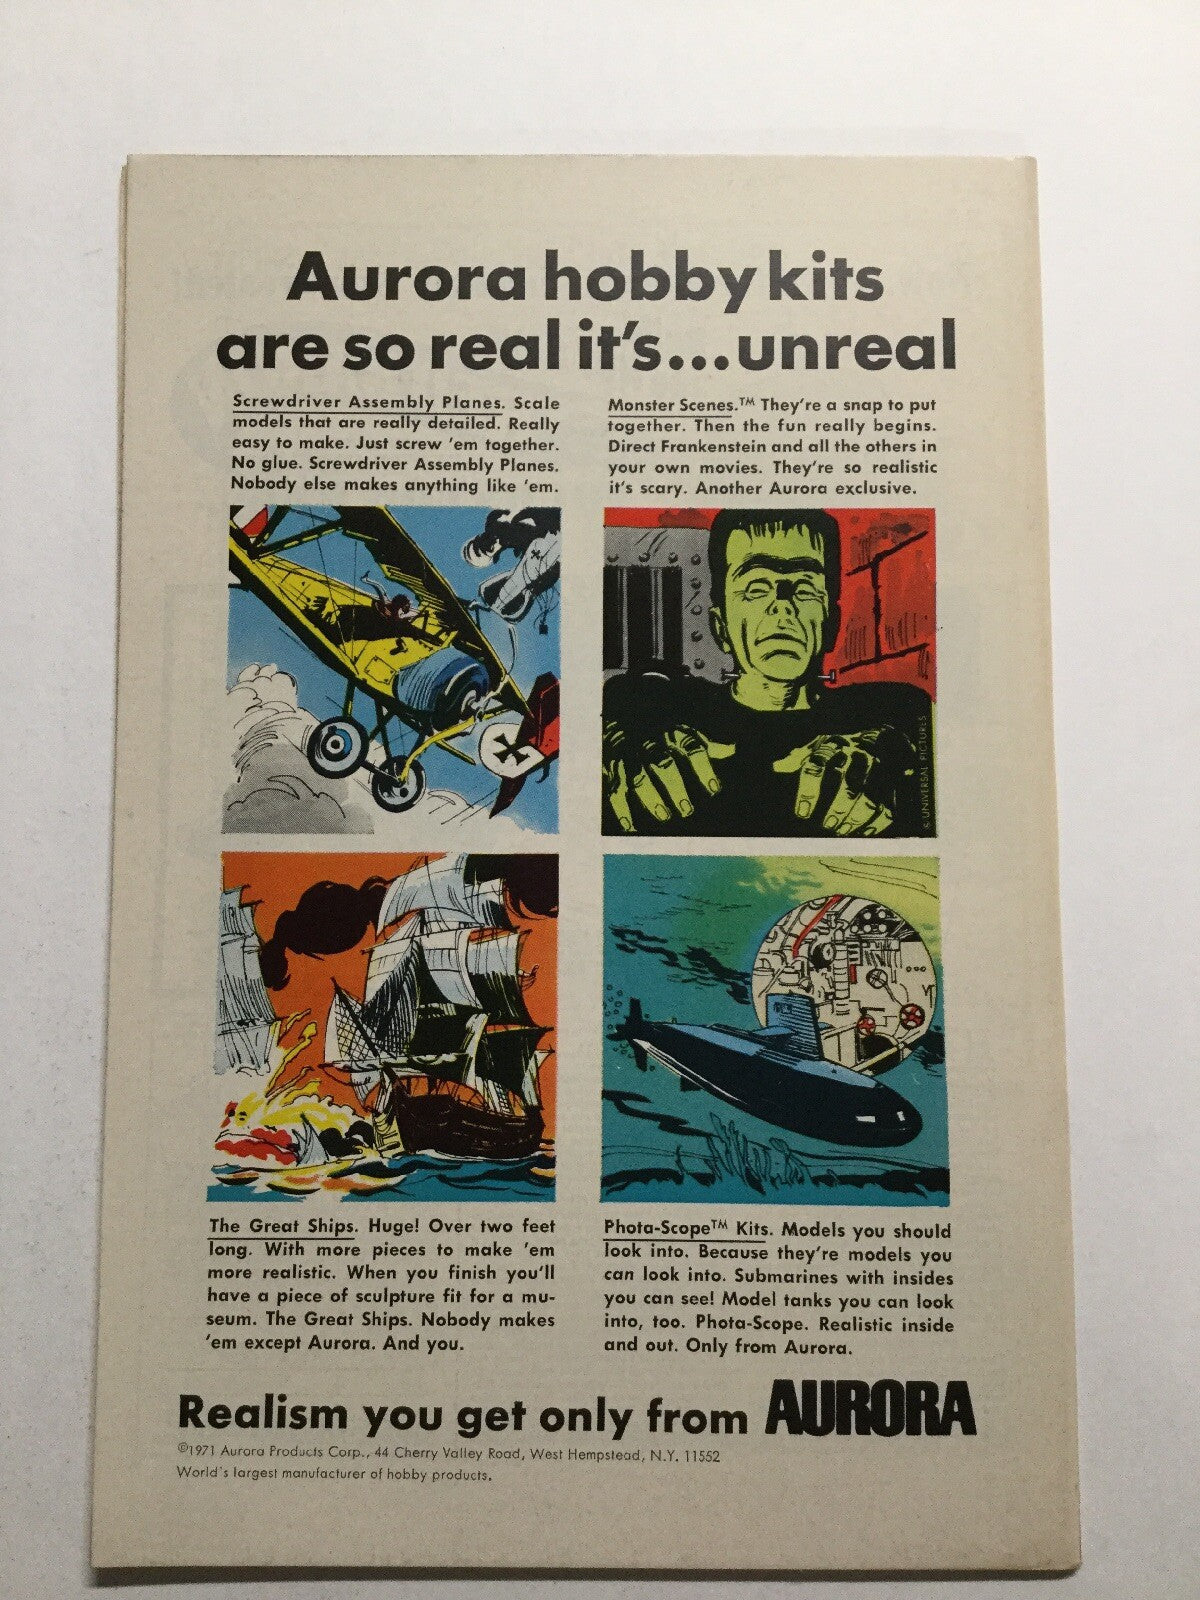 Aurora hobby kits
are so real it's...unreal
Screwdriver Assembly Planes. Scale
models that are really detailed. Really
easy to make. Just screw 'em together.
No glue. Screwdriver Assembly Planes.
Nobody else makes anything like 'em.
Monster Scenes.™ They're a snap to put
together. Then the fun really begins.
Direct Frankenstein and all the others in
your own movies. They're so realistic
it's scary. Another Aurora exclusive.
© UNIVERSAL PICTURES
The Great Ships. Huge! Over two feet
long. With more pieces to make 'em
more realistic. When you finish you'll
have a piece of sculpture fit for a mu-
seum. The Great Ships. Nobody makes
'em except Aurora. And you.
Phota-Scope™ Kits. Models you should
look into. Because they're models you
can look into. Submarines with insides
you can see! Model tanks you can look
into, too. Phota-Scope. Realistic inside
and out. Only from Aurora.
Realism you get only from AURORA
©1971 Aurora Products Corp., 44 Cherry Valley Road, West Hempstead, N.Y. 11552
World's largest manufacturer of hobby products.